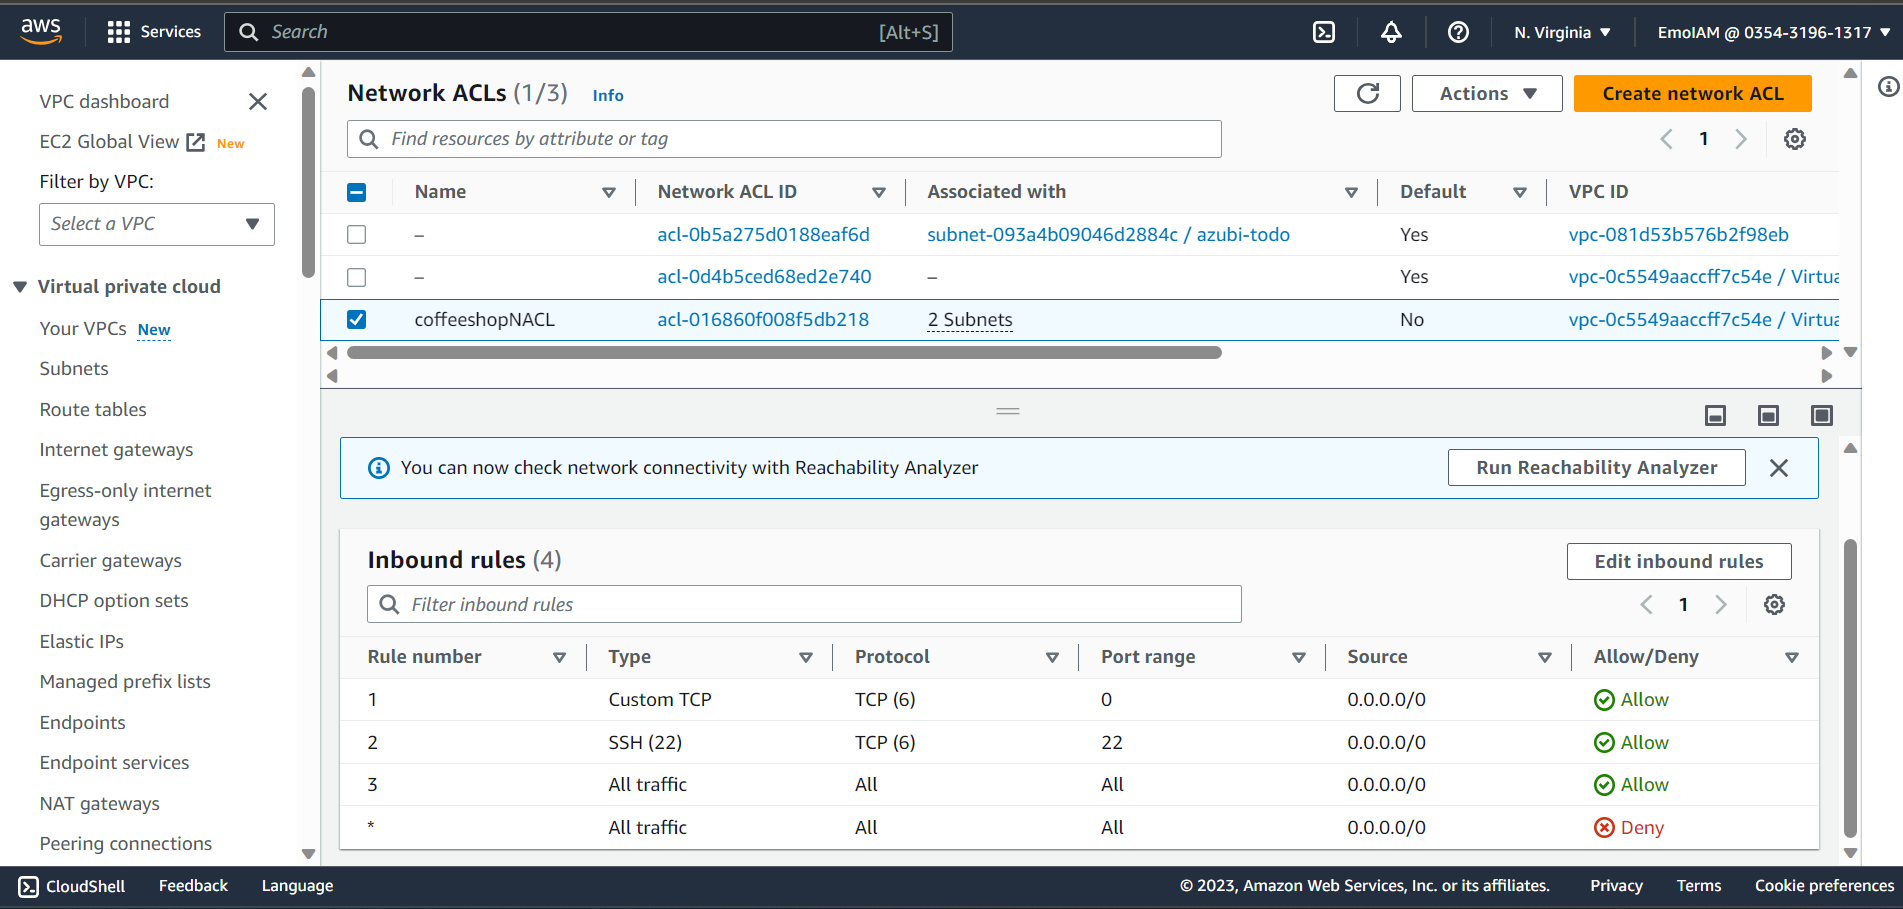 aws Services Search [Alt+S] N. Virginia EmoIAM @ 0354-3196-1317
VPC dashboard
EC2 Global View New
Filter by VPC:
Select a VPC
Virtual private cloud
Your VPCs New
Subnets
Route tables
Internet gateways
Egress-only internet
gateways
Carrier gateways
DHCP option sets
Elastic IPs
Managed prefix lists
Endpoints
Endpoint services
NAT gateways
Peering connections
Network ACLs (1/3) Info
Actions
Create network ACL
Find resources by attribute or tag
1
Name Network ACL ID Associated with Default VPC ID
– acl-0b5a275d0188eaf6d subnet-093a4b09046d2884c / azubi-todo Yes vpc-081d53b576b2f98eb
– acl-0d4b5ced68ed2e740 – Yes vpc-0c5549aaccff7c54e / Virtua
coffeeshopNACL acl-016860f008f5db218 2 Subnets No vpc-0c5549aaccff7c54e / Virtua
You can now check network connectivity with Reachability Analyzer
Run Reachability Analyzer
Inbound rules (4)
Edit inbound rules
Filter inbound rules
1
Rule number Type Protocol Port range Source Allow/Deny
1 Custom TCP TCP (6) 0 0.0.0.0/0 Allow
2 SSH (22) TCP (6) 22 0.0.0.0/0 Allow
3 All traffic All All 0.0.0.0/0 Allow
* All traffic All All 0.0.0.0/0 Deny
CloudShell Feedback Language © 2023, Amazon Web Services, Inc. or its affiliates. Privacy Terms Cookie preferences